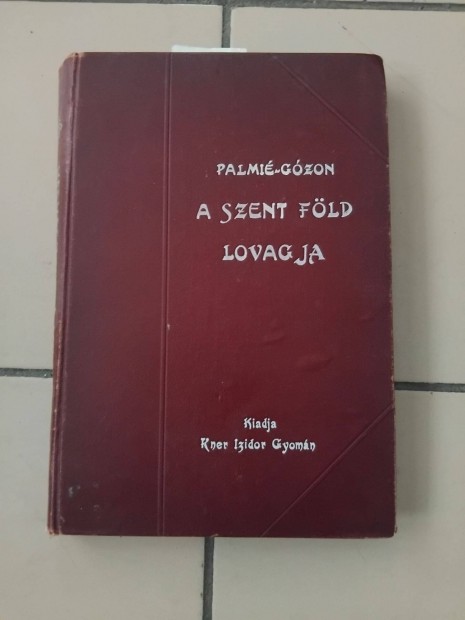 PALMIÉ-GÓZON
A SZENT FÖLD
LOVAGJA
Kiadja
Kner Izidor Gyomán